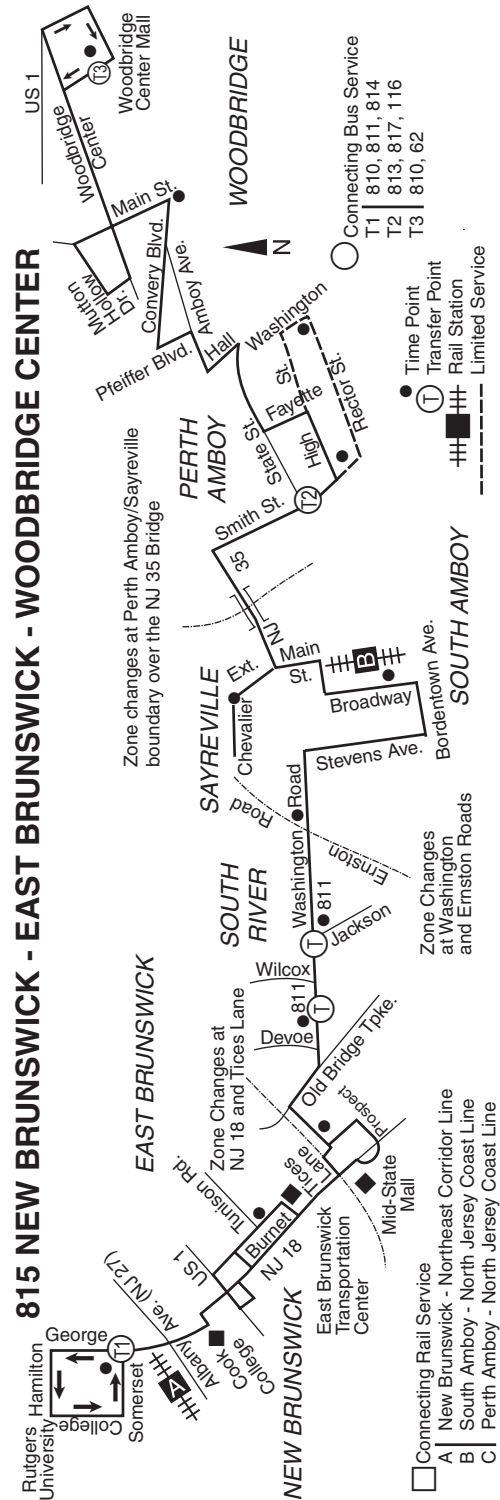 815 NEW BRUNSWICK - EAST BRUNSWICK - WOODBRIDGE CENTER
Rutgers
University
Hamilton
College
George
Somerset
T1
A
Albany
Ave. (NJ 27)
Cook
College
US 1
NEW BRUNSWICK
Burnet
NJ 18
Tunison Rd.
Tices
Lane
East Brunswick
Transportation
Center
Mid-State
Mall
Prospect
EAST BRUNSWICK
Zone Changes at
NJ 18 and Tices Lane
Old Bridge Tpke.
Devoe
811
T
Wilcox
T
811
Jackson
SOUTH
RIVER
Washington Road
Ernston
Road
Zone Changes
at Washington
and Ernston Roads
Stevens Ave.
Bordentown Ave.
Broadway
SOUTH AMBOY
B
SAYREVILLE
Chevalier
Ext.
Main
St.
NJ 35
Zone changes at Perth Amboy/Sayreville
boundary over the NJ 35 Bridge
Smith St.
T2
PERTH
AMBOY
State St.
High St.
Fayette
Rector St.
Washington
Hall
Amboy Ave.
Pfeiffer Blvd.
Convery Blvd.
Main St.
Mutton
Hollow
Dr.
Woodbridge
Center
US 1
T3
Woodbridge
Center Mall
WOODBRIDGE
N
Connecting Rail Service
A New Brunswick - Northeast Corridor Line
B South Amboy - North Jersey Coast Line
C Perth Amboy - North Jersey Coast Line
Time Point
T Transfer Point
Rail Station
Limited Service
Connecting Bus Service
T1 810, 811, 814
T2 813, 817, 116
T3 810, 62